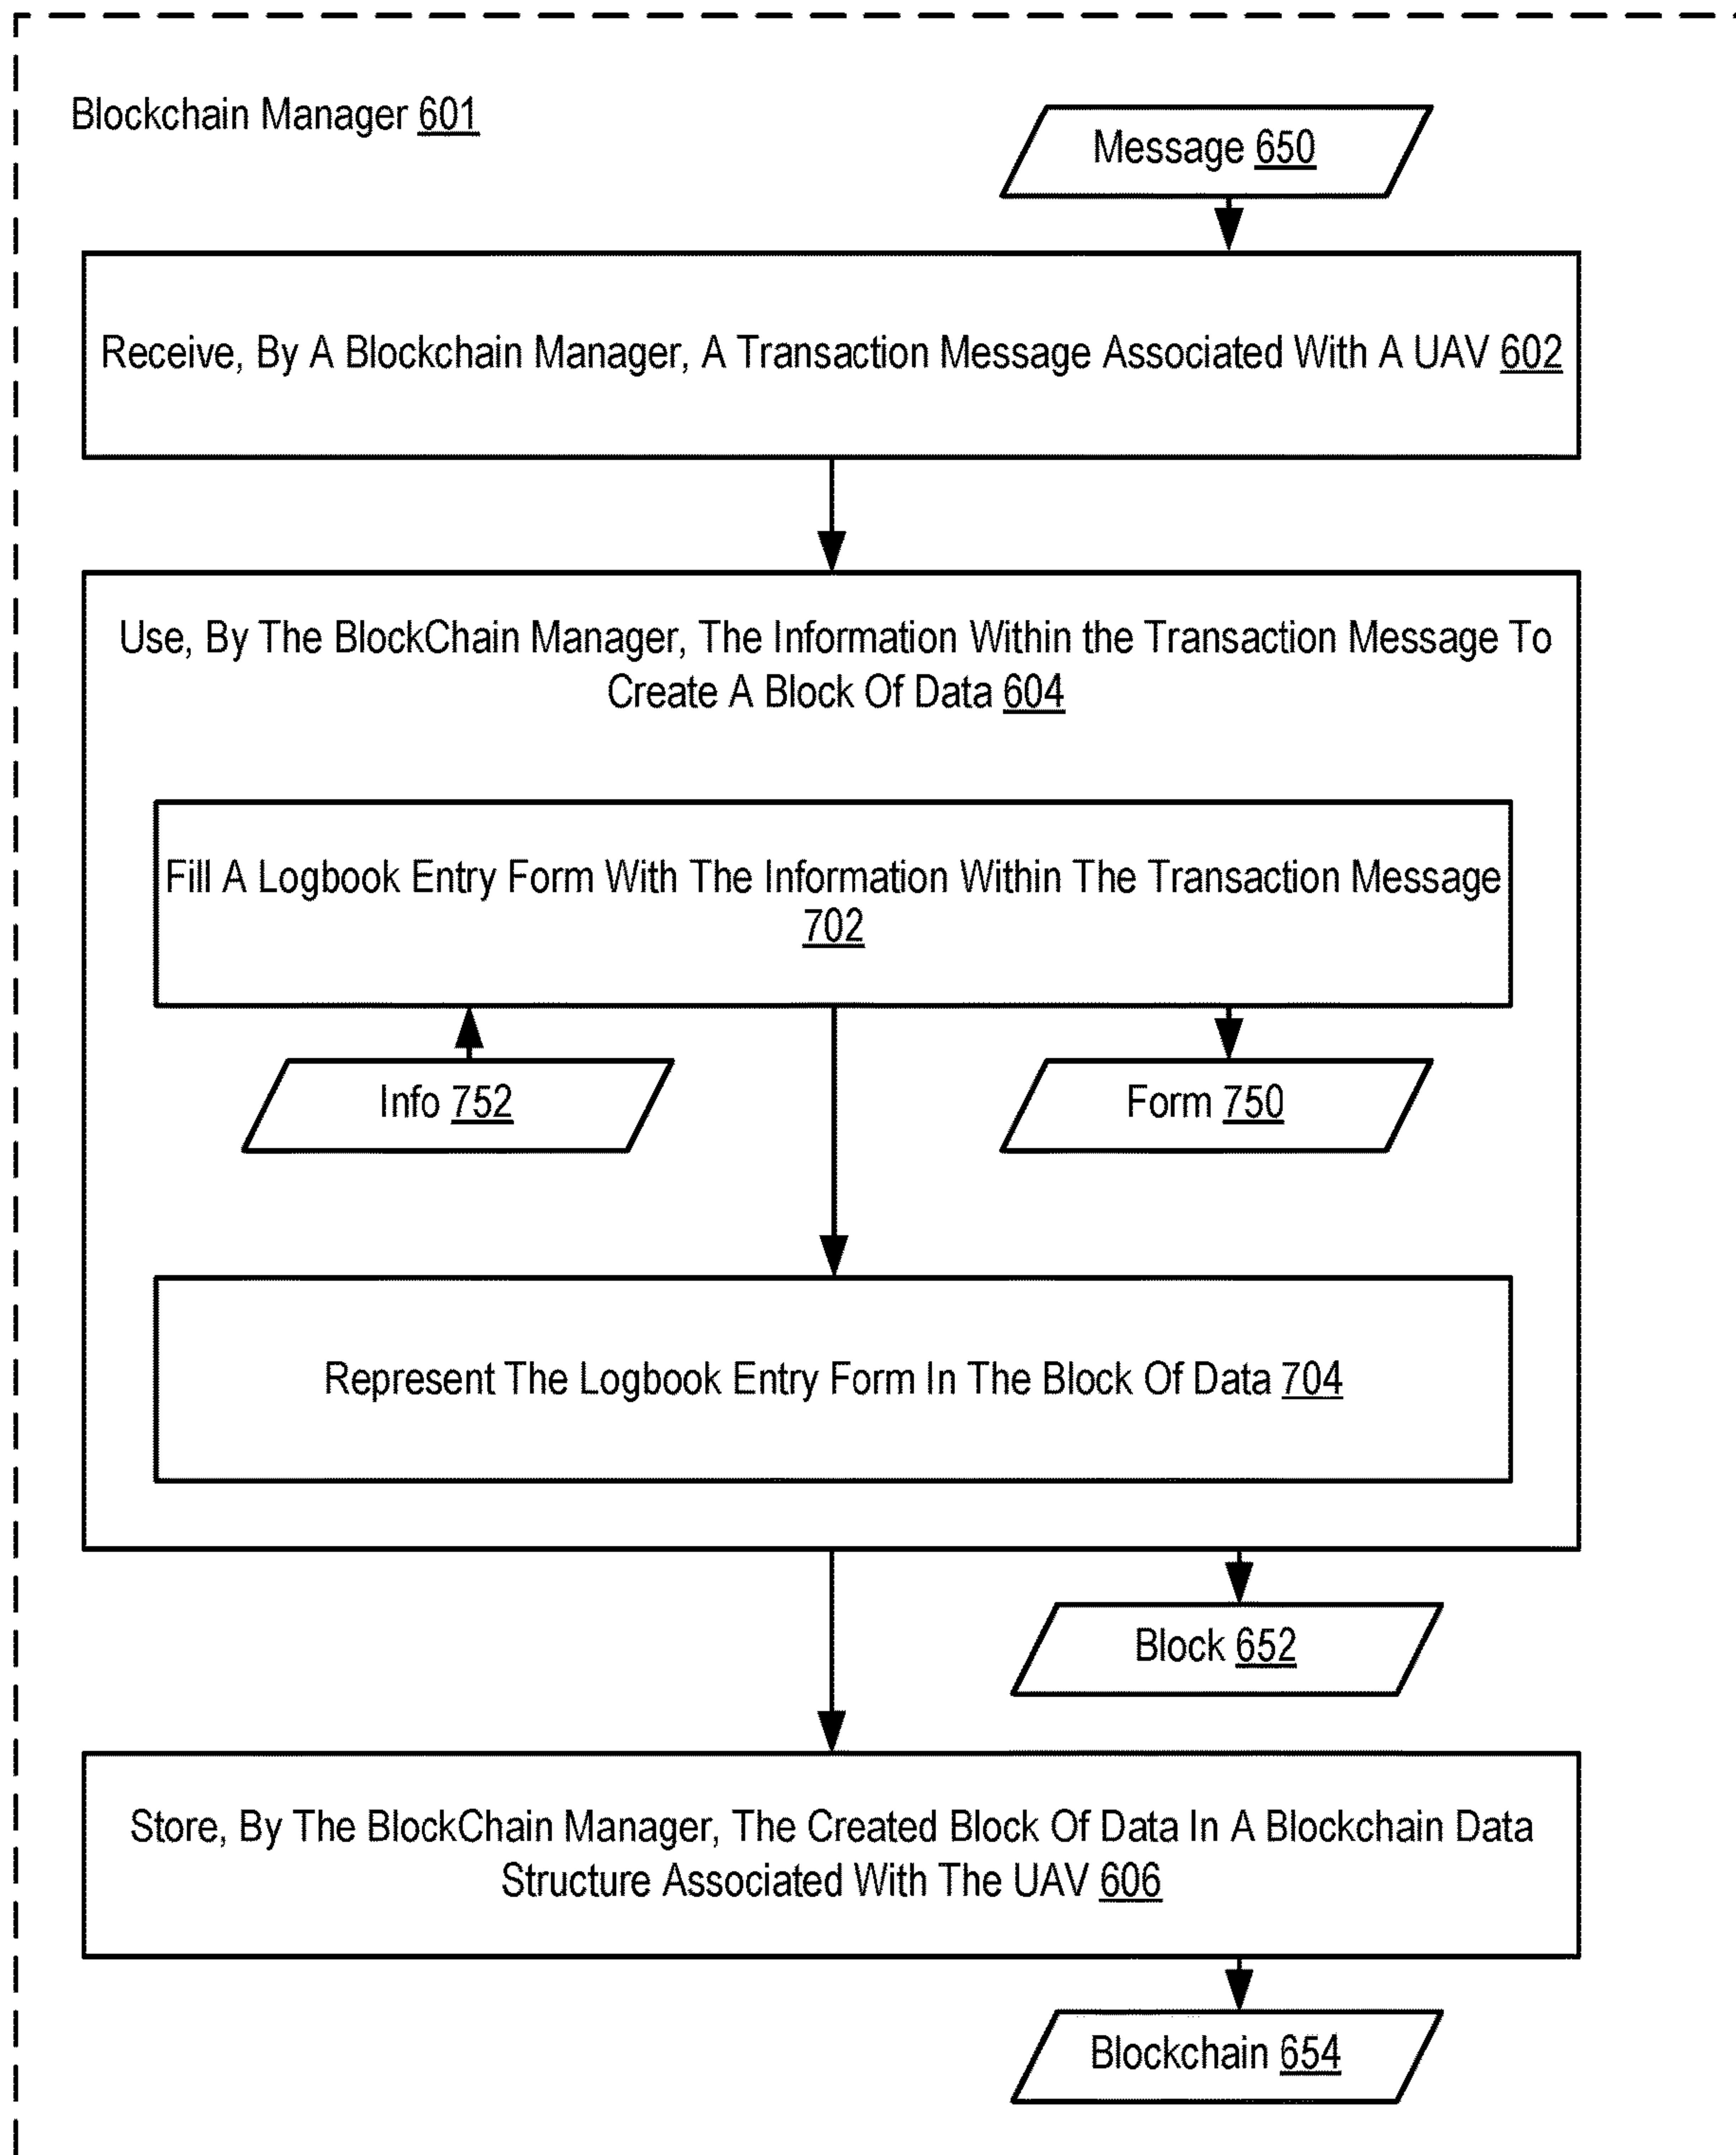 Blockchain Manager 601
Message 650
Receive, By A Blockchain Manager, A Transaction Message Associated With A UAV 602
Use, By The BlockChain Manager, The Information Within the Transaction Message To
Create A Block Of Data 604
Fill A Logbook Entry Form With The Information Within The Transaction Message
702
Info 752
Form 750
Represent The Logbook Entry Form In The Block Of Data 704
Block 652
Store, By The BlockChain Manager, The Created Block Of Data In A Blockchain Data
Structure Associated With The UAV 606
Blockchain 654